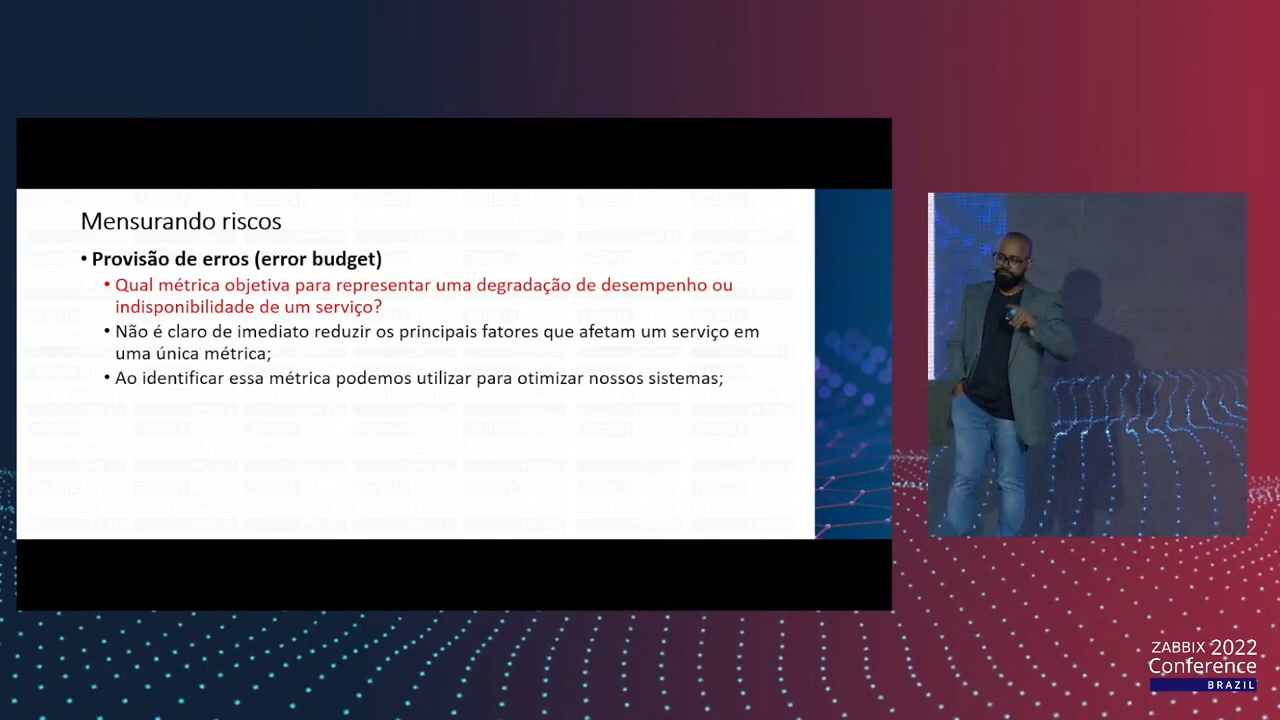 Mensurando riscos
• Provisão de erros (error budget)
• Qual métrica objetiva para representar uma degradação de desempenho ou
indisponibilidade de um serviço?
• Não é claro de imediato reduzir os principais fatores que afetam um serviço em
uma única métrica;
• Ao identificar essa métrica podemos utilizar para otimizar nossos sistemas;
ZABBIX 2022
Conference
BRAZIL